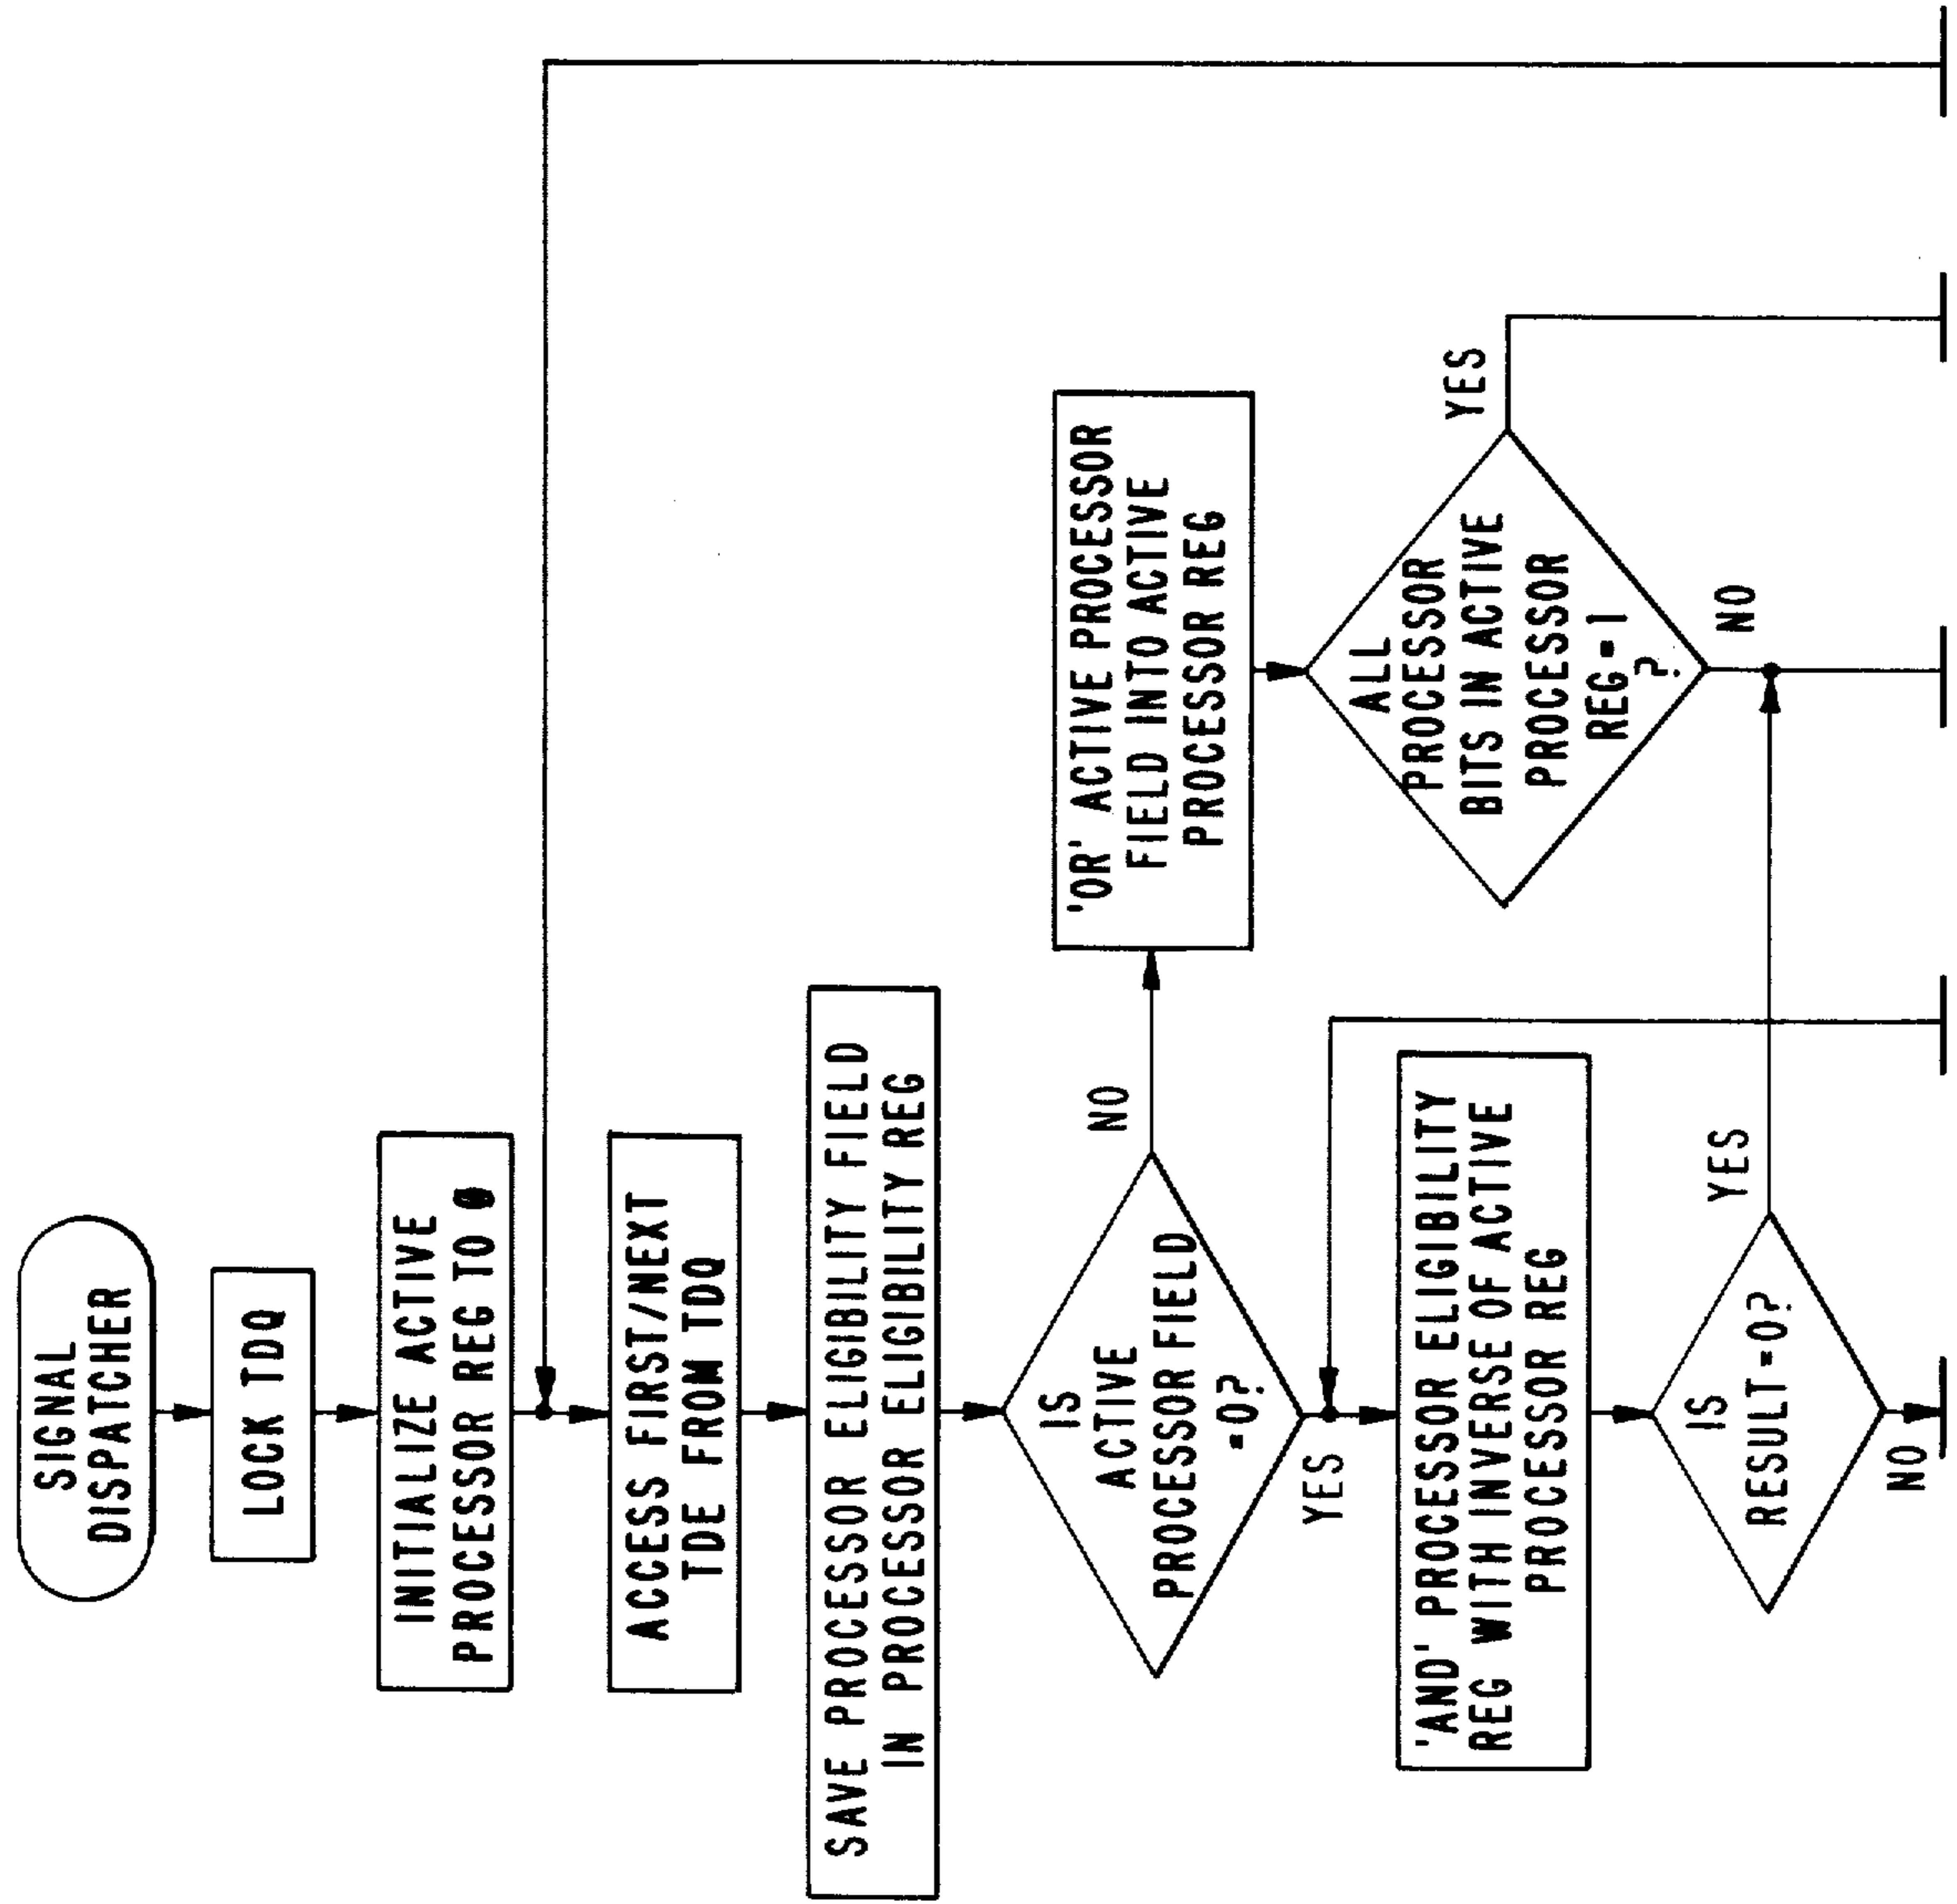 SIGNAL
DISPATCHER
LOCK TDQ
INITIALIZE ACTIVE
PROCESSOR REG TO 0
ACCESS FIRST/NEXT
TDE FROM TDQ
SAVE PROCESSOR ELIGIBILITY FIELD
IN PROCESSOR ELIGIBILITY REG
IS
ACTIVE
PROCESSOR FIELD
=0?
NO
YES
'OR' ACTIVE PROCESSOR
FIELD INTO ACTIVE
PROCESSOR REG
ALL
PROCESSOR
BITS IN ACTIVE
PROCESSOR
REG=1
?
YES
NO
'AND' PROCESSOR ELIGIBILITY
REG WITH INVERSE OF ACTIVE
PROCESSOR REG
IS
RESULT=0?
YES
NO